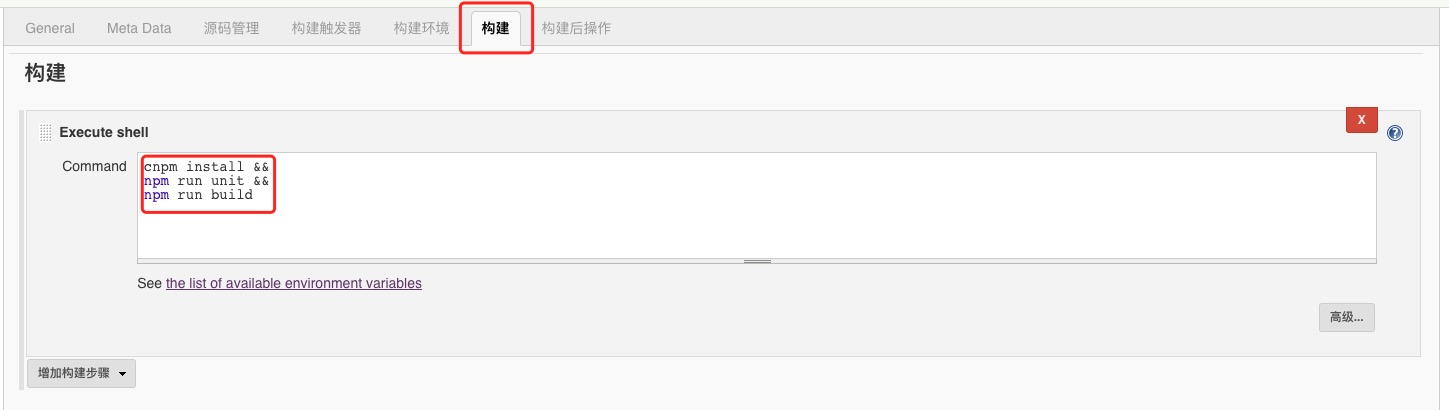 General Meta Data 源码管理 构建触发器 构建环境 构建 构建后操作
构建
Execute shell
X
?
Command
cnpm install &&
npm run unit &&
npm run build
See the list of available environment variables
高级...
增加构建步骤